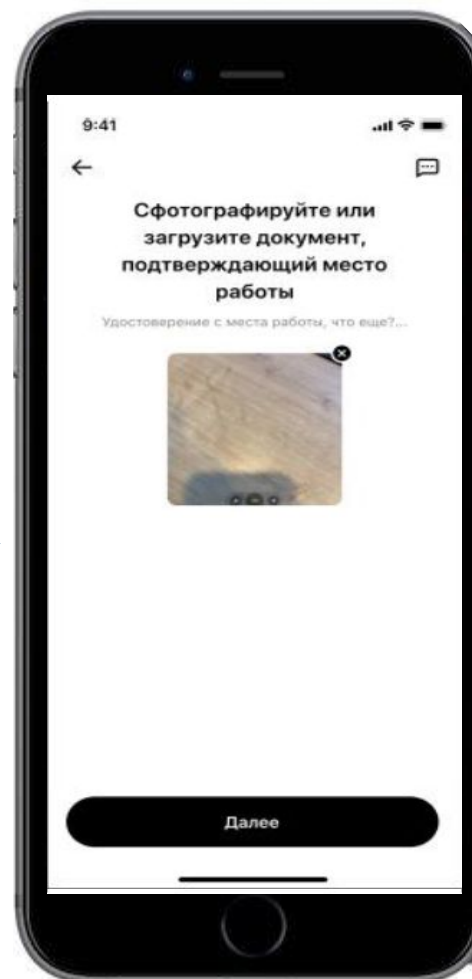 9:41
Сфотографируйте или
загрузите документ,
подтверждающий место
работы
Удостоверение с места работы, что еще?...
Далее